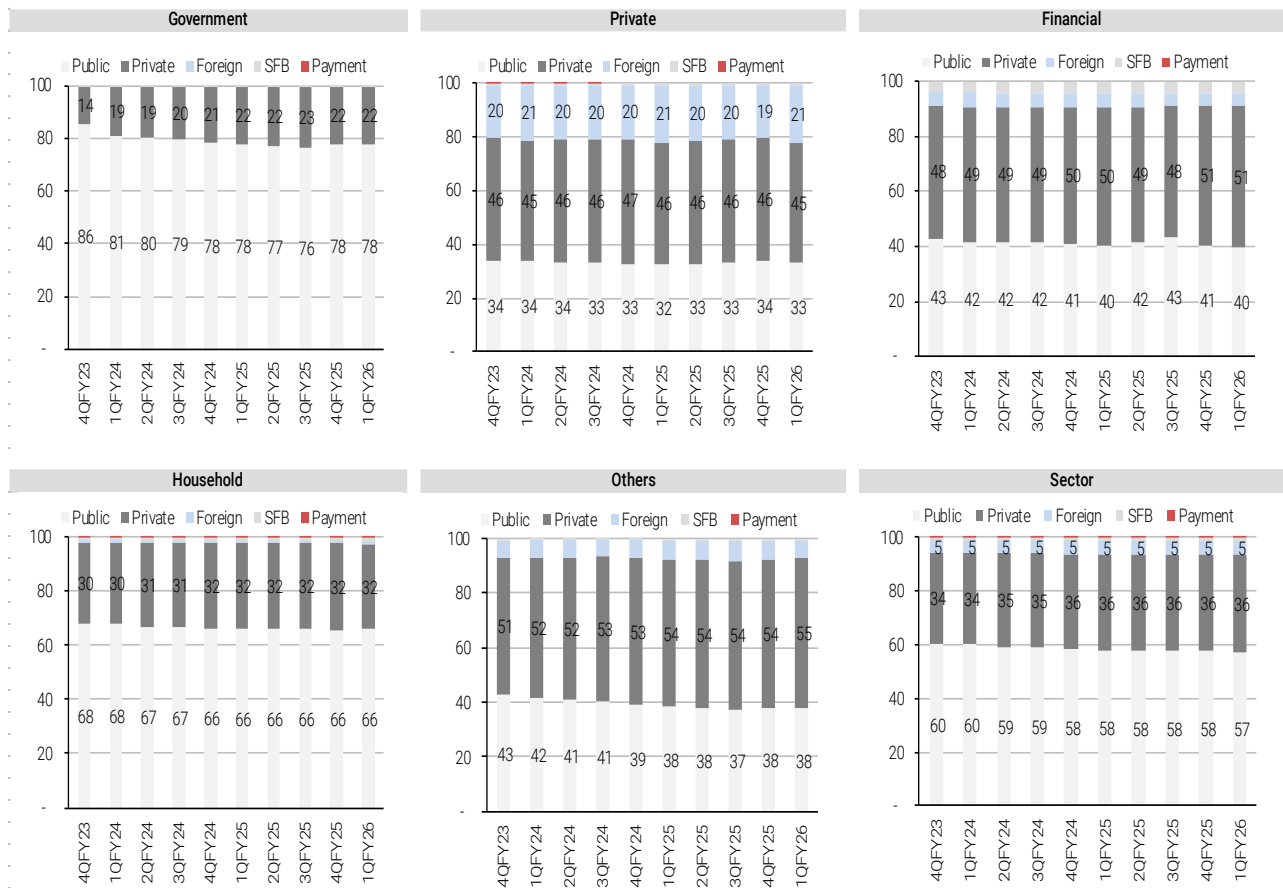 Government
Public Private Foreign SFB Payment
100
80
60
40
20
-
14 19 19 20 21 22 22 23 22 22
86 81 80 79 78 78 77 76 78 78
4QFY23 1QFY24 2QFY24 3QFY24 4QFY24 1QFY25 2QFY25 3QFY25 4QFY25 1QFY26
Private
Public Private Foreign SFB Payment
100
80
60
40
20
-
20 21 20 20 20 21 20 20 19 21
46 45 46 46 47 46 46 46 46 45
34 34 34 33 33 32 33 33 34 33
4QFY23 1QFY24 2QFY24 3QFY24 4QFY24 1QFY25 2QFY25 3QFY25 4QFY25 1QFY26
Financial
Public Private Foreign SFB Payment
100
80
60
40
20
-
48 49 49 49 50 50 49 48 51 51
43 42 42 42 41 40 42 43 41 40
4QFY23 1QFY24 2QFY24 3QFY24 4QFY24 1QFY25 2QFY25 3QFY25 4QFY25 1QFY26
Household
Public Private Foreign SFB Payment
100
80
60
40
20
-
30 30 31 31 32 32 32 32 32 32
68 68 67 67 66 66 66 66 66 66
4QFY23 1QFY24 2QFY24 3QFY24 4QFY24 1QFY25 2QFY25 3QFY25 4QFY25 1QFY26
Others
Public Private Foreign SFB Payment
100
80
60
40
20
-
51 52 52 53 53 54 54 54 54 55
43 42 41 41 39 38 38 37 38 38
4QFY23 1QFY24 2QFY24 3QFY24 4QFY24 1QFY25 2QFY25 3QFY25 4QFY25 1QFY26
Sector
Public Private Foreign SFB Payment
100
80
60
40
20
-
5 5 5 5 5 5 5 5 5 5
34 34 35 35 36 36 36 36 36 36
60 60 59 59 58 58 58 58 58 57
4QFY23 1QFY24 2QFY24 3QFY24 4QFY24 1QFY25 2QFY25 3QFY25 4QFY25 1QFY26